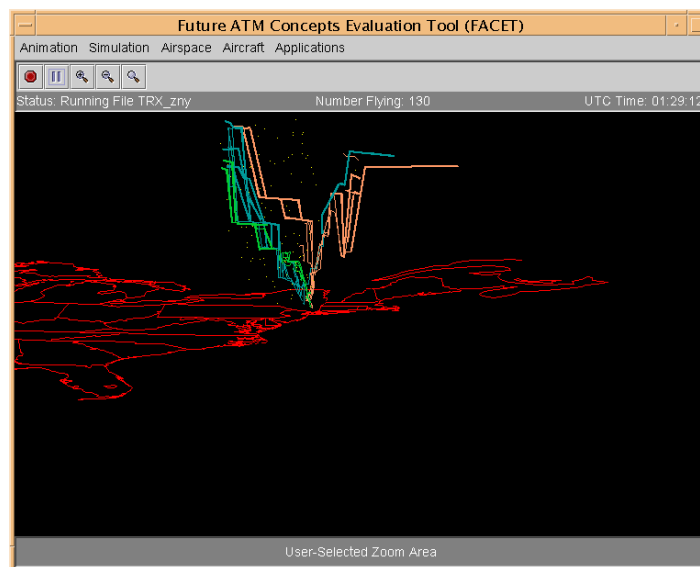 Future ATM Concepts Evaluation Tool (FACET)
Animation Simulation Airspace Aircraft Applications
Status: Running File TRX_zny Number Flying: 130 UTC Time: 01:29:12
User-Selected Zoom Area